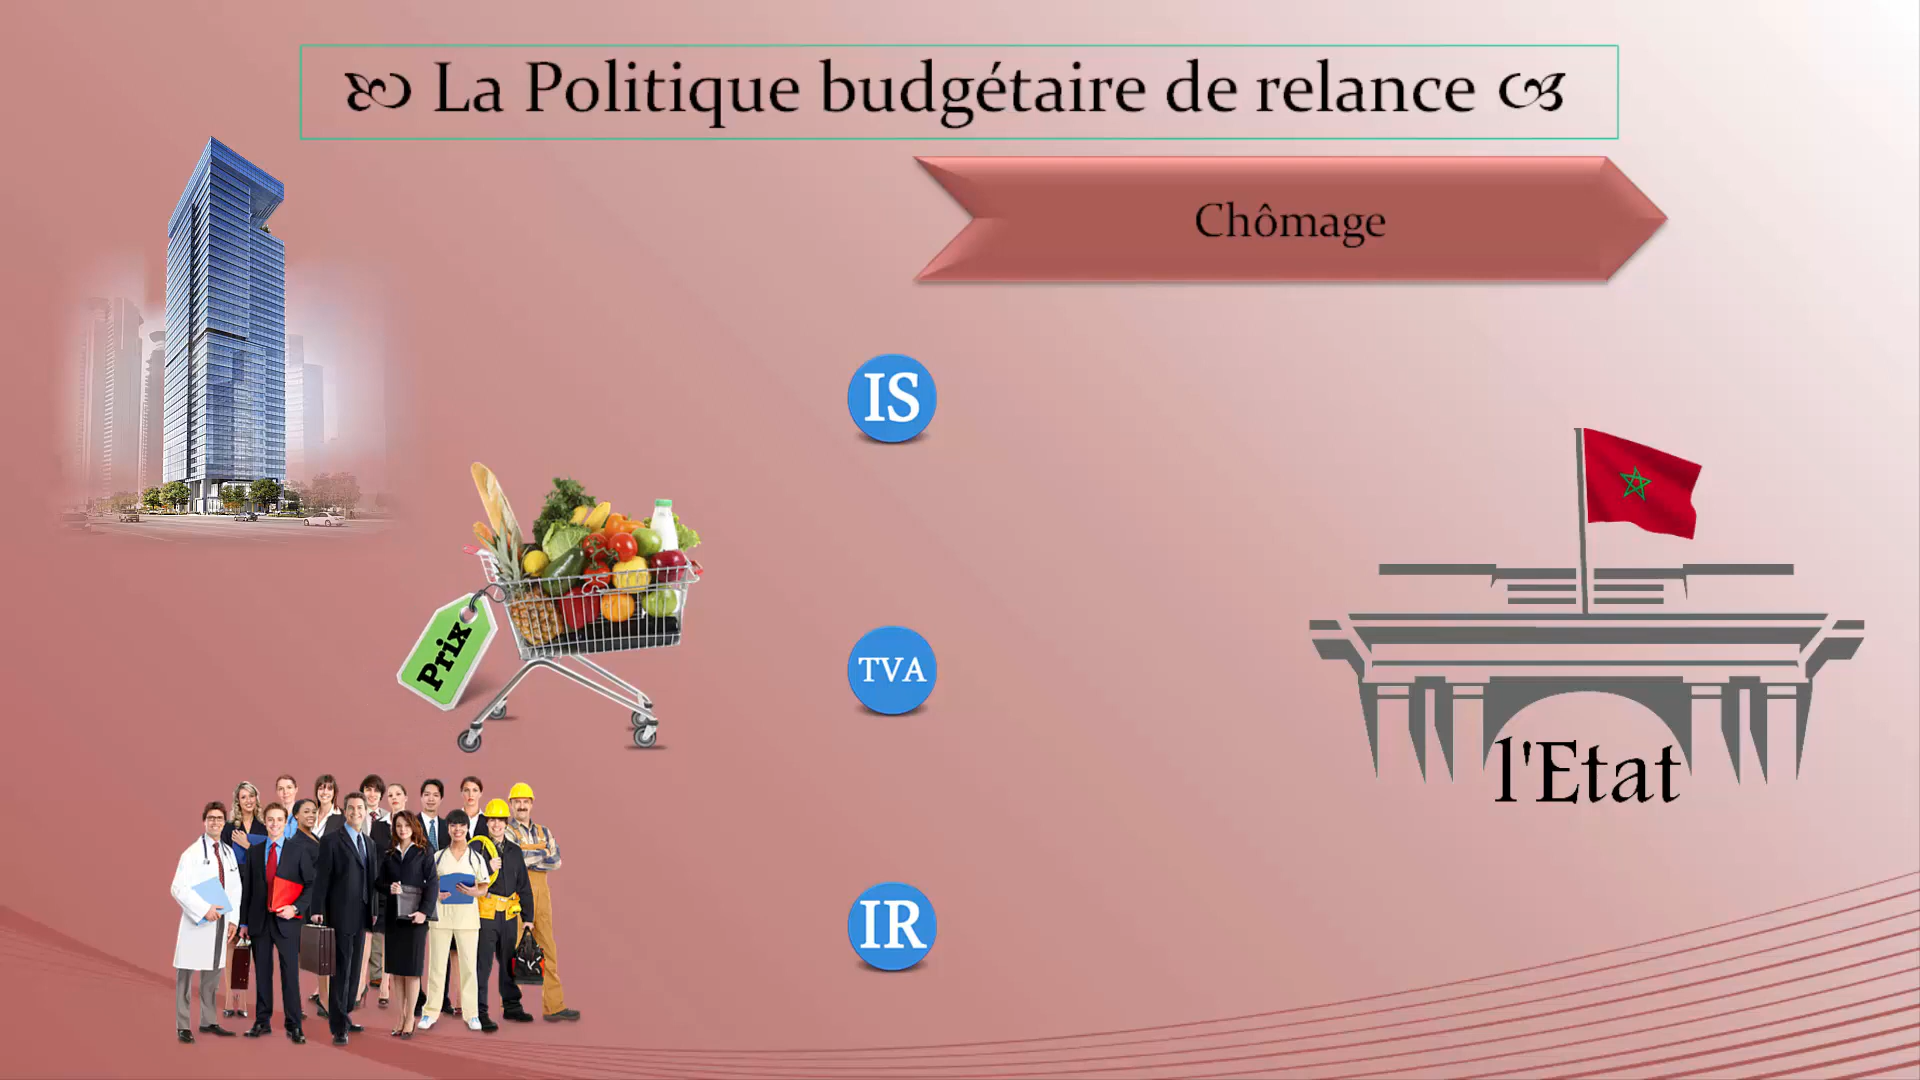 La Politique budgétaire de relance
Chômage
IS
Prix
TVA
l'Etat
IR